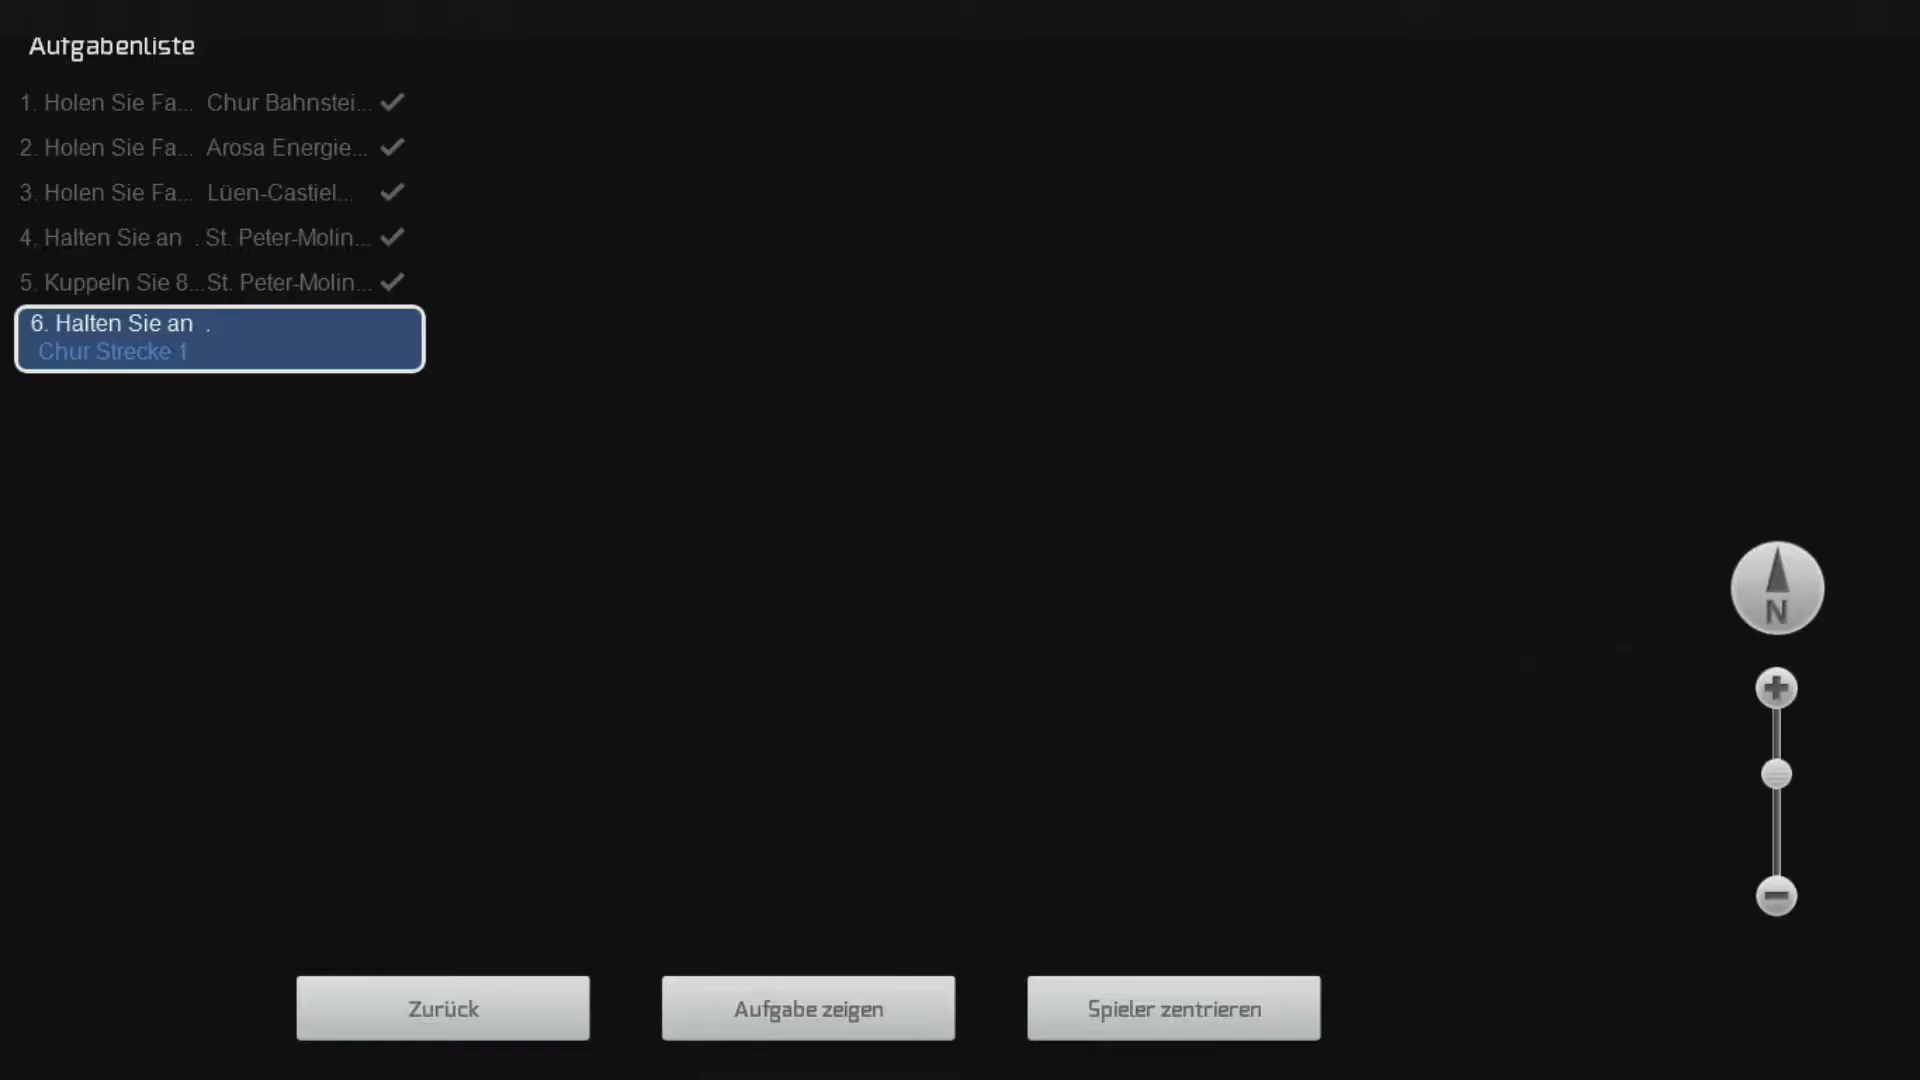 Aufgabenliste
1. Holen Sie Fa... Chur Bahnstei...
2. Holen Sie Fa... Arosa Energie...
3. Holen Sie Fa... Lüen-Castiel...
4. Halten Sie an . St. Peter-Molin...
5. Kuppeln Sie 8... St. Peter-Molin...
6. Halten Sie an .
Chur Strecke 1
N
Zurück
Aufgabe zeigen
Spieler zentrieren